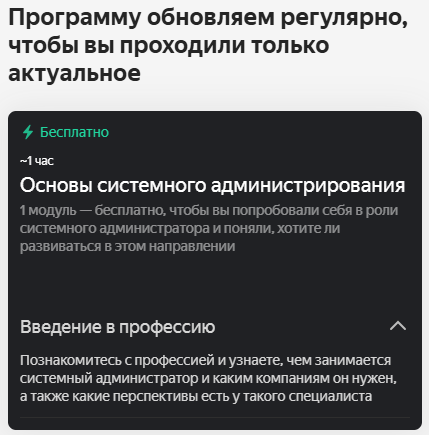 Программу обновляем регулярно,
чтобы вы проходили только
актуальное
Бесплатно
~1 час
Основы системного администрирования
1 модуль — бесплатно, чтобы вы попробовали себя в роли
системного администратора и поняли, хотите ли
развиваться в этом направлении
Введение в профессию
Познакомитесь с профессией и узнаете, чем занимается
системный администратор и каким компаниям он нужен,
а также какие перспективы есть у такого специалиста